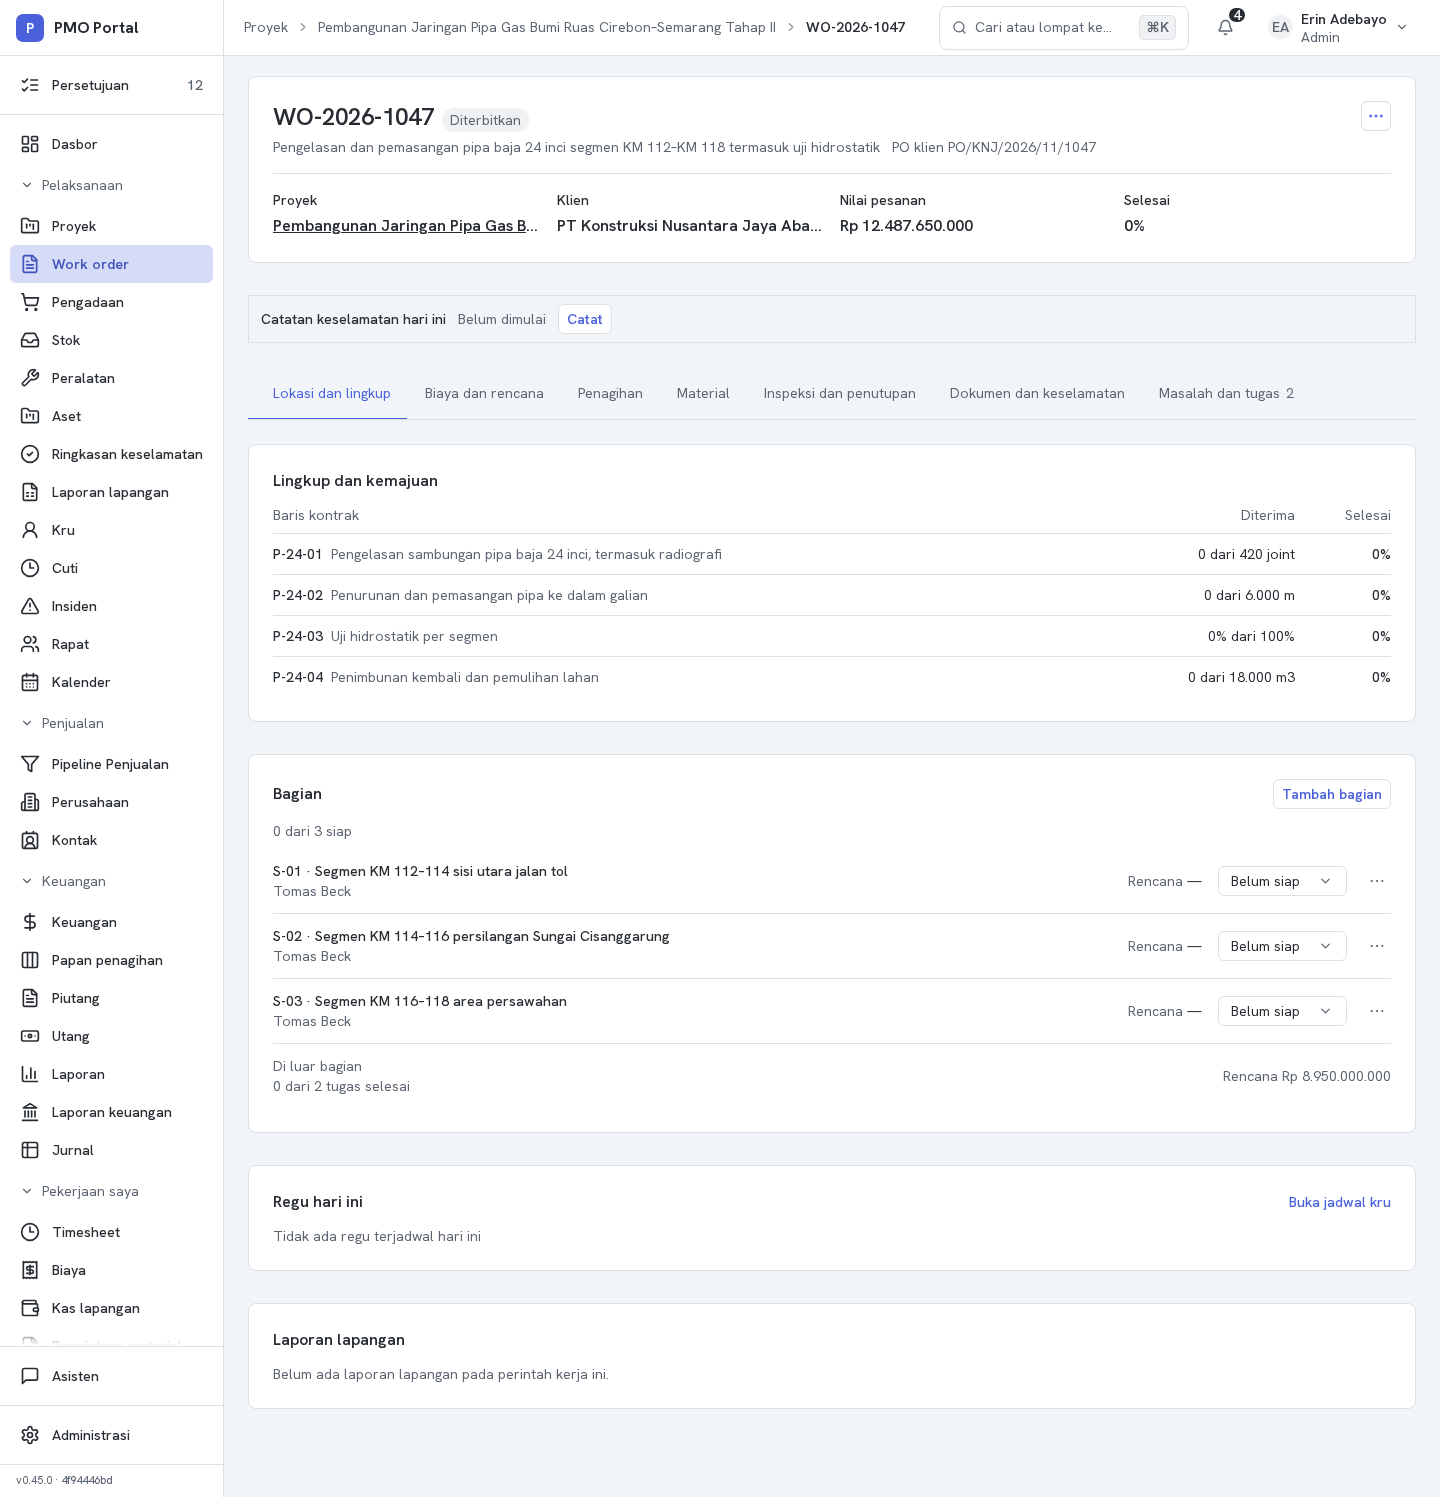 P PMO Portal
Proyek > Pembangunan Jaringan Pipa Gas Bumi Ruas Cirebon–Semarang Tahap II > WO-2026-1047
Cari atau lompat ke... ⌘K
4
EA
Erin Adebayo
Admin
Persetujuan 12
Dasbor
Pelaksanaan
Proyek
Work order
Pengadaan
Stok
Peralatan
Aset
Ringkasan keselamatan
Laporan lapangan
Kru
Cuti
Insiden
Rapat
Kalender
Penjualan
Pipeline Penjualan
Perusahaan
Kontak
Keuangan
Keuangan
Papan penagihan
Piutang
Utang
Laporan
Laporan keuangan
Jurnal
Pekerjaan saya
Timesheet
Biaya
Kas lapangan
Asisten
Administrasi
v0.45.0 · 4f94446bd
WO-2026-1047 Diterbitkan
Pengelasan dan pemasangan pipa baja 24 inci segmen KM 112–KM 118 termasuk uji hidrostatik PO klien PO/KNJ/2026/11/1047
Proyek
Pembangunan Jaringan Pipa Gas B...
Klien
PT Konstruksi Nusantara Jaya Aba...
Nilai pesanan
Rp 12.487.650.000
Selesai
0%
Catatan keselamatan hari ini Belum dimulai Catat
Lokasi dan lingkup Biaya dan rencana Penagihan Material Inspeksi dan penutupan Dokumen dan keselamatan Masalah dan tugas 2
Lingkup dan kemajuan
Baris kontrak Diterima Selesai
P-24-01 Pengelasan sambungan pipa baja 24 inci, termasuk radiografi 0 dari 420 joint 0%
P-24-02 Penurunan dan pemasangan pipa ke dalam galian 0 dari 6.000 m 0%
P-24-03 Uji hidrostatik per segmen 0% dari 100% 0%
P-24-04 Penimbunan kembali dan pemulihan lahan 0 dari 18.000 m3 0%
Bagian Tambah bagian
0 dari 3 siap
S-01 · Segmen KM 112–114 sisi utara jalan tol
Tomas Beck
Rencana — Belum siap
S-02 · Segmen KM 114–116 persilangan Sungai Cisanggarung
Tomas Beck
Rencana — Belum siap
S-03 · Segmen KM 116–118 area persawahan
Tomas Beck
Rencana — Belum siap
Di luar bagian
0 dari 2 tugas selesai
Rencana Rp 8.950.000.000
Regu hari ini Buka jadwal kru
Tidak ada regu terjadwal hari ini
Laporan lapangan
Belum ada laporan lapangan pada perintah kerja ini.